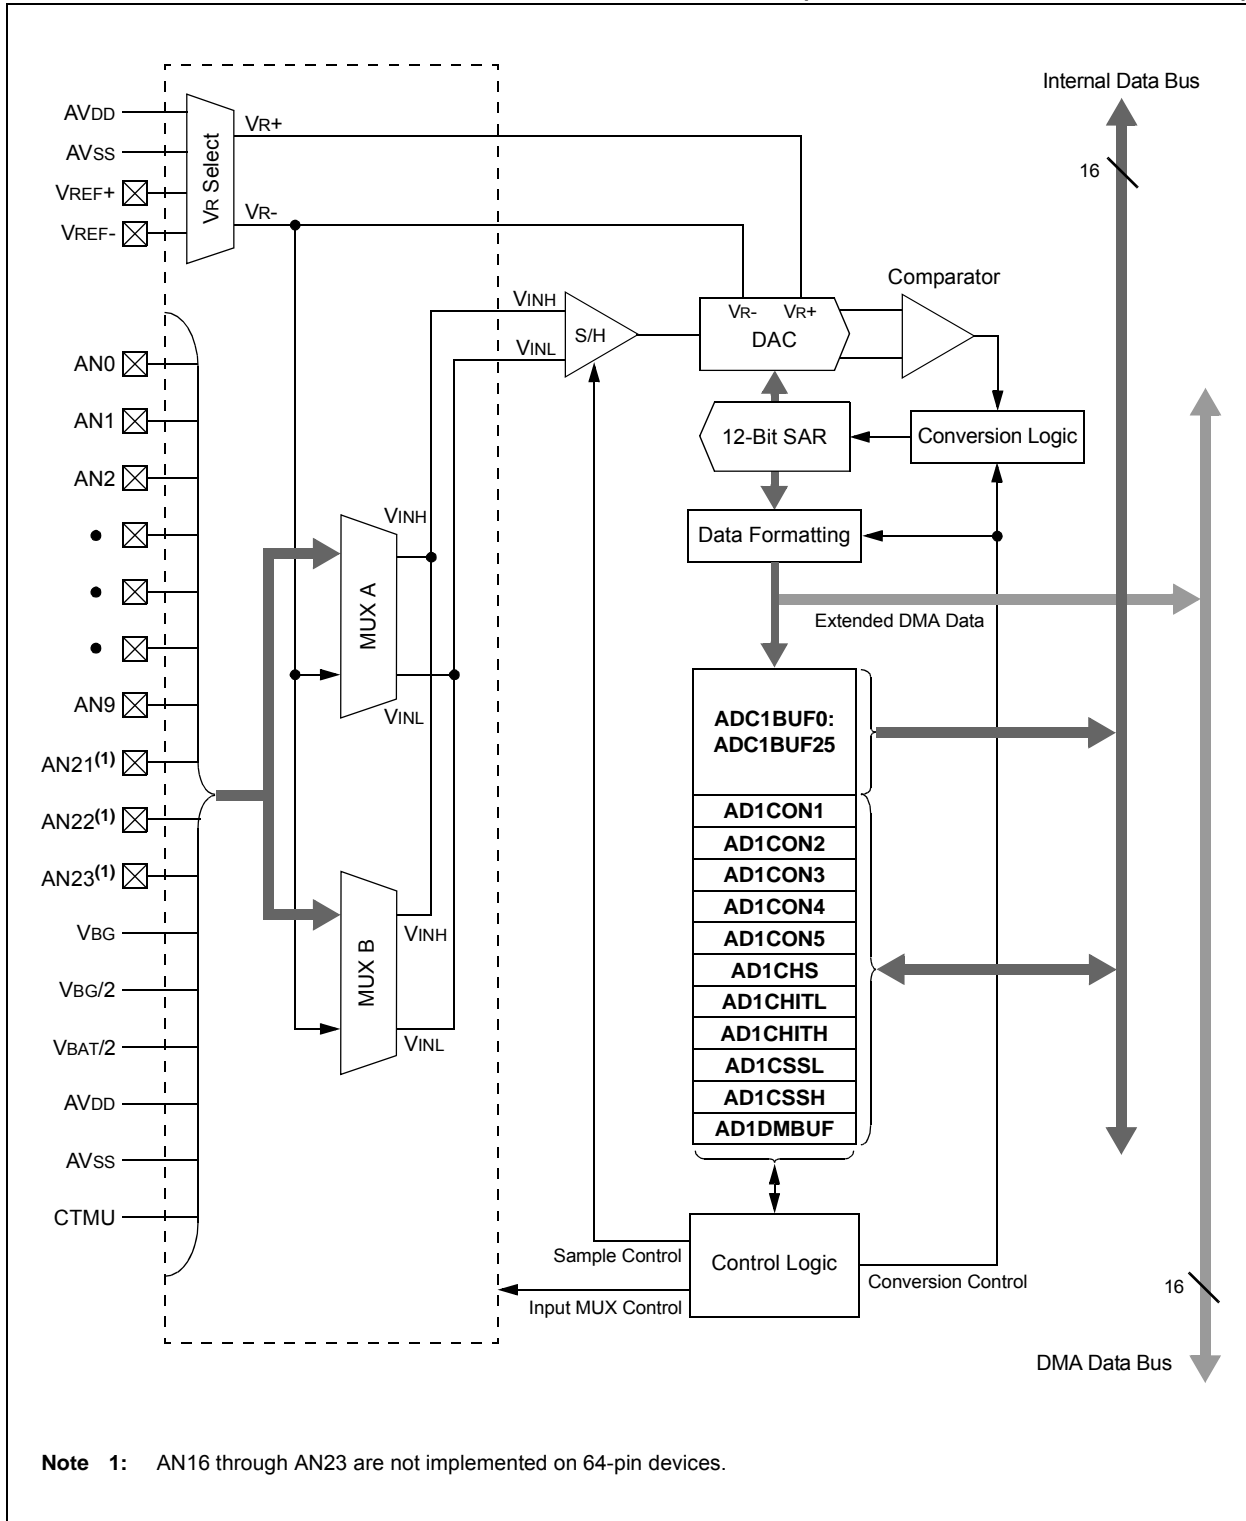 Internal Data Bus
AVDD
VR+
AVSS
16
VREF+
VR Select
VR-
VREF-
Comparator
VINH
VR- VR+
S/H
DAC
VINL
AN0
AN1
12-Bit SAR
Conversion Logic
AN2
VINH
Data Formatting
MUX A
Extended DMA Data
AN9
VINL
ADC1BUF0:
ADC1BUF25
AN21(1)
AD1CON1
AN22(1)
AD1CON2
AN23(1)
AD1CON3
AD1CON4
VBG
VINH
AD1CON5
MUX B
AD1CHS
VBG/2
AD1CHITL
AD1CHITH
VBAT/2
VINL
AD1CSSL
AVDD
AD1CSSH
AD1DMBUF
AVSS
CTMU
Sample Control
Control Logic
Conversion Control
16
Input MUX Control
DMA Data Bus
Note 1: AN16 through AN23 are not implemented on 64-pin devices.